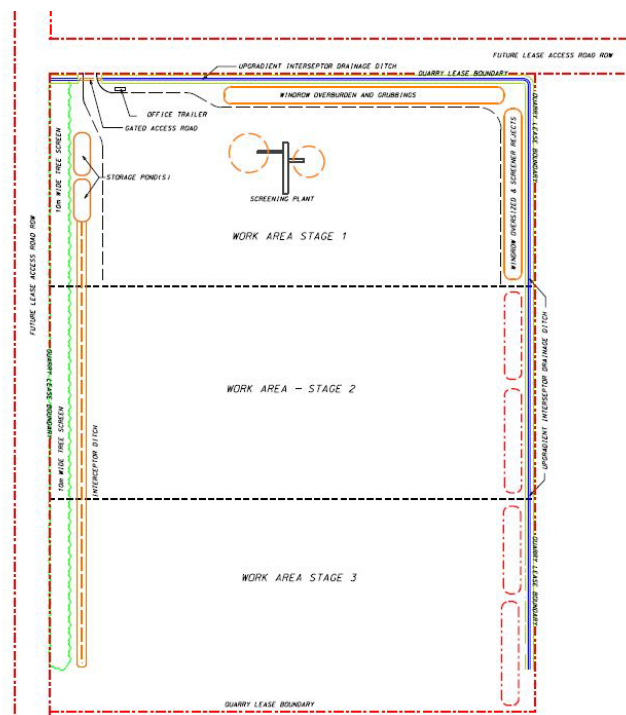 FUTURE LEASE ACCESS ROAD ROW
UPGRADIENT INTERSEPTOR DRAINAGE DITCH
QUARRY LEASE BOUNDARY
WINDROW OVERBURDEN AND GRUBBINGS
OFFICE TRAILER
GATED ACCESS ROAD
QUARRY LEASE BOUNDARY
WINDROW OVERSIZED & SCREENER REJECTS
10m WIDE TREE SCREEN
STORAGE POND(S)
SCREENING PLANT
WORK AREA STAGE 1
FUTURE LEASE ACCESS ROAD ROW
UPGRADIENT INTERSEPTOR DRAINAGE DITCH
QUARRY LEASE BOUNDARY
WORK AREA - STAGE 2
10m WIDE TREE SCREEN
INTERCEPTOR DITCH
QUARRY LEASE BOUNDARY
WORK AREA STAGE 3
QUARRY LEASE BOUNDARY